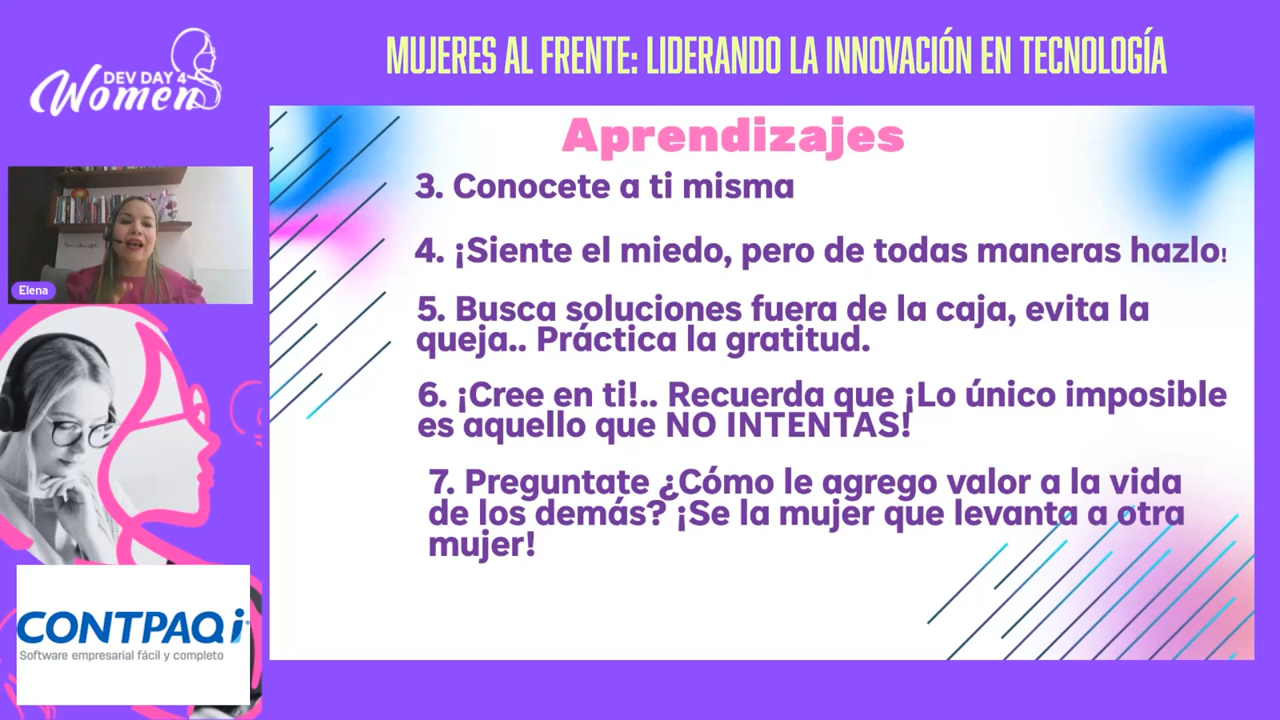 DEV DAY 4
Women
MUJERES AL FRENTE: LIDERANDO LA INNOVACIÓN EN TECNOLOGÍA
Elena
Aprendizajes
3. Conocete a ti misma
4. ¡Siente el miedo, pero de todas maneras hazlo!
5. Busca soluciones fuera de la caja, evita la
queja.. Práctica la gratitud.
6. ¡Cree en ti!.. Recuerda que ¡Lo único imposible
es aquello que NO INTENTAS!
7. Preguntate ¿Cómo le agrego valor a la vida
de los demás? ¡Se la mujer que levanta a otra
mujer!
CONTPAQi
Software empresarial fácil y completo